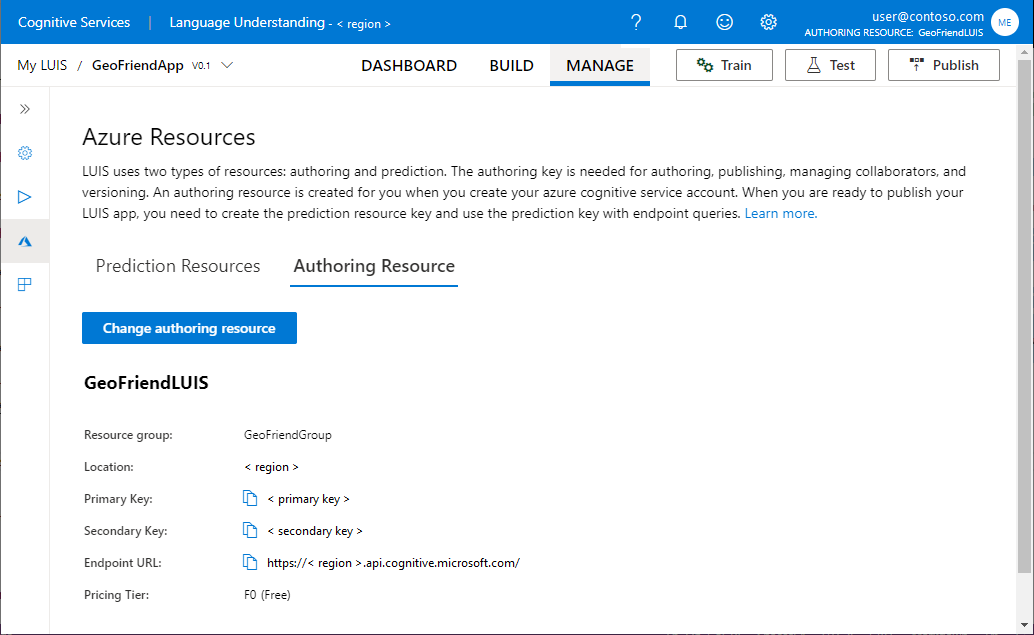 Cognitive Services | Language Understanding - < region > ? user@contoso.com ME
AUTHORING RESOURCE: GeoFriendLUIS
My LUIS / GeoFriendApp V0.1 DASHBOARD BUILD MANAGE Train Test Publish
Azure Resources
LUIS uses two types of resources: authoring and prediction. The authoring key is needed for authoring, publishing, managing collaborators, and
versioning. An authoring resource is created for you when you create your azure cognitive service account. When you are ready to publish your
LUIS app, you need to create the prediction resource key and use the prediction key with endpoint queries. Learn more.
Prediction Resources Authoring Resource
Change authoring resource
GeoFriendLUIS
Resource group: GeoFriendGroup
Location: < region >
Primary Key: < primary key >
Secondary Key: < secondary key >
Endpoint URL: https://< region >.api.cognitive.microsoft.com/
Pricing Tier: F0 (Free)